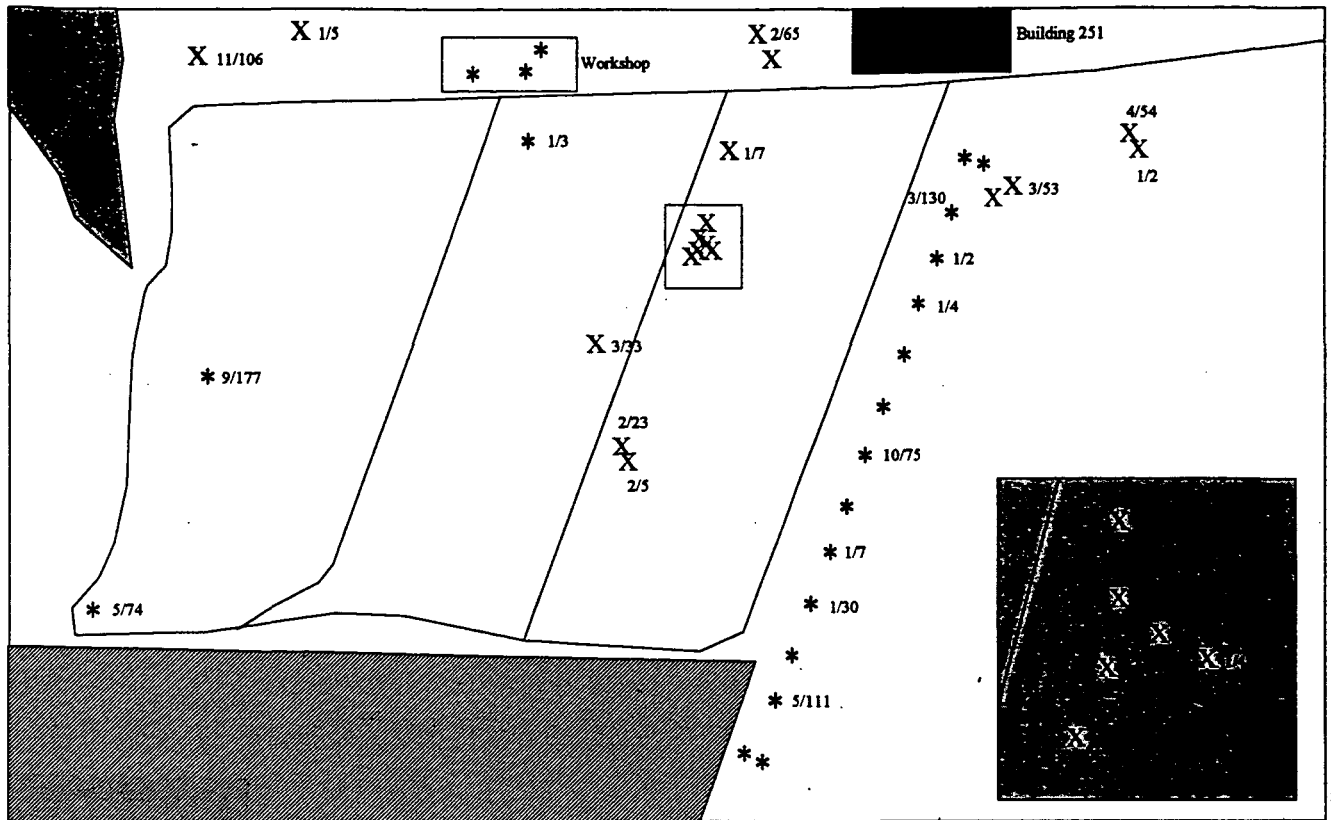 X 1/5
X 2/65
Building 251
X 11/106
* *
Workshop
X
*
4/54
X
* 1/3
X 1/7
X
1/2
* *
X 3/53
3/130
X
*
X
X
X X
X X
* 1/2
* 1/4
X 3/33
*
* 9/177
*
2/23
X
* 10/75
X
2/5
X
*
* 1/7
X
* 1/30
* 5/74
X
*
X X
* 5/111
X
* *